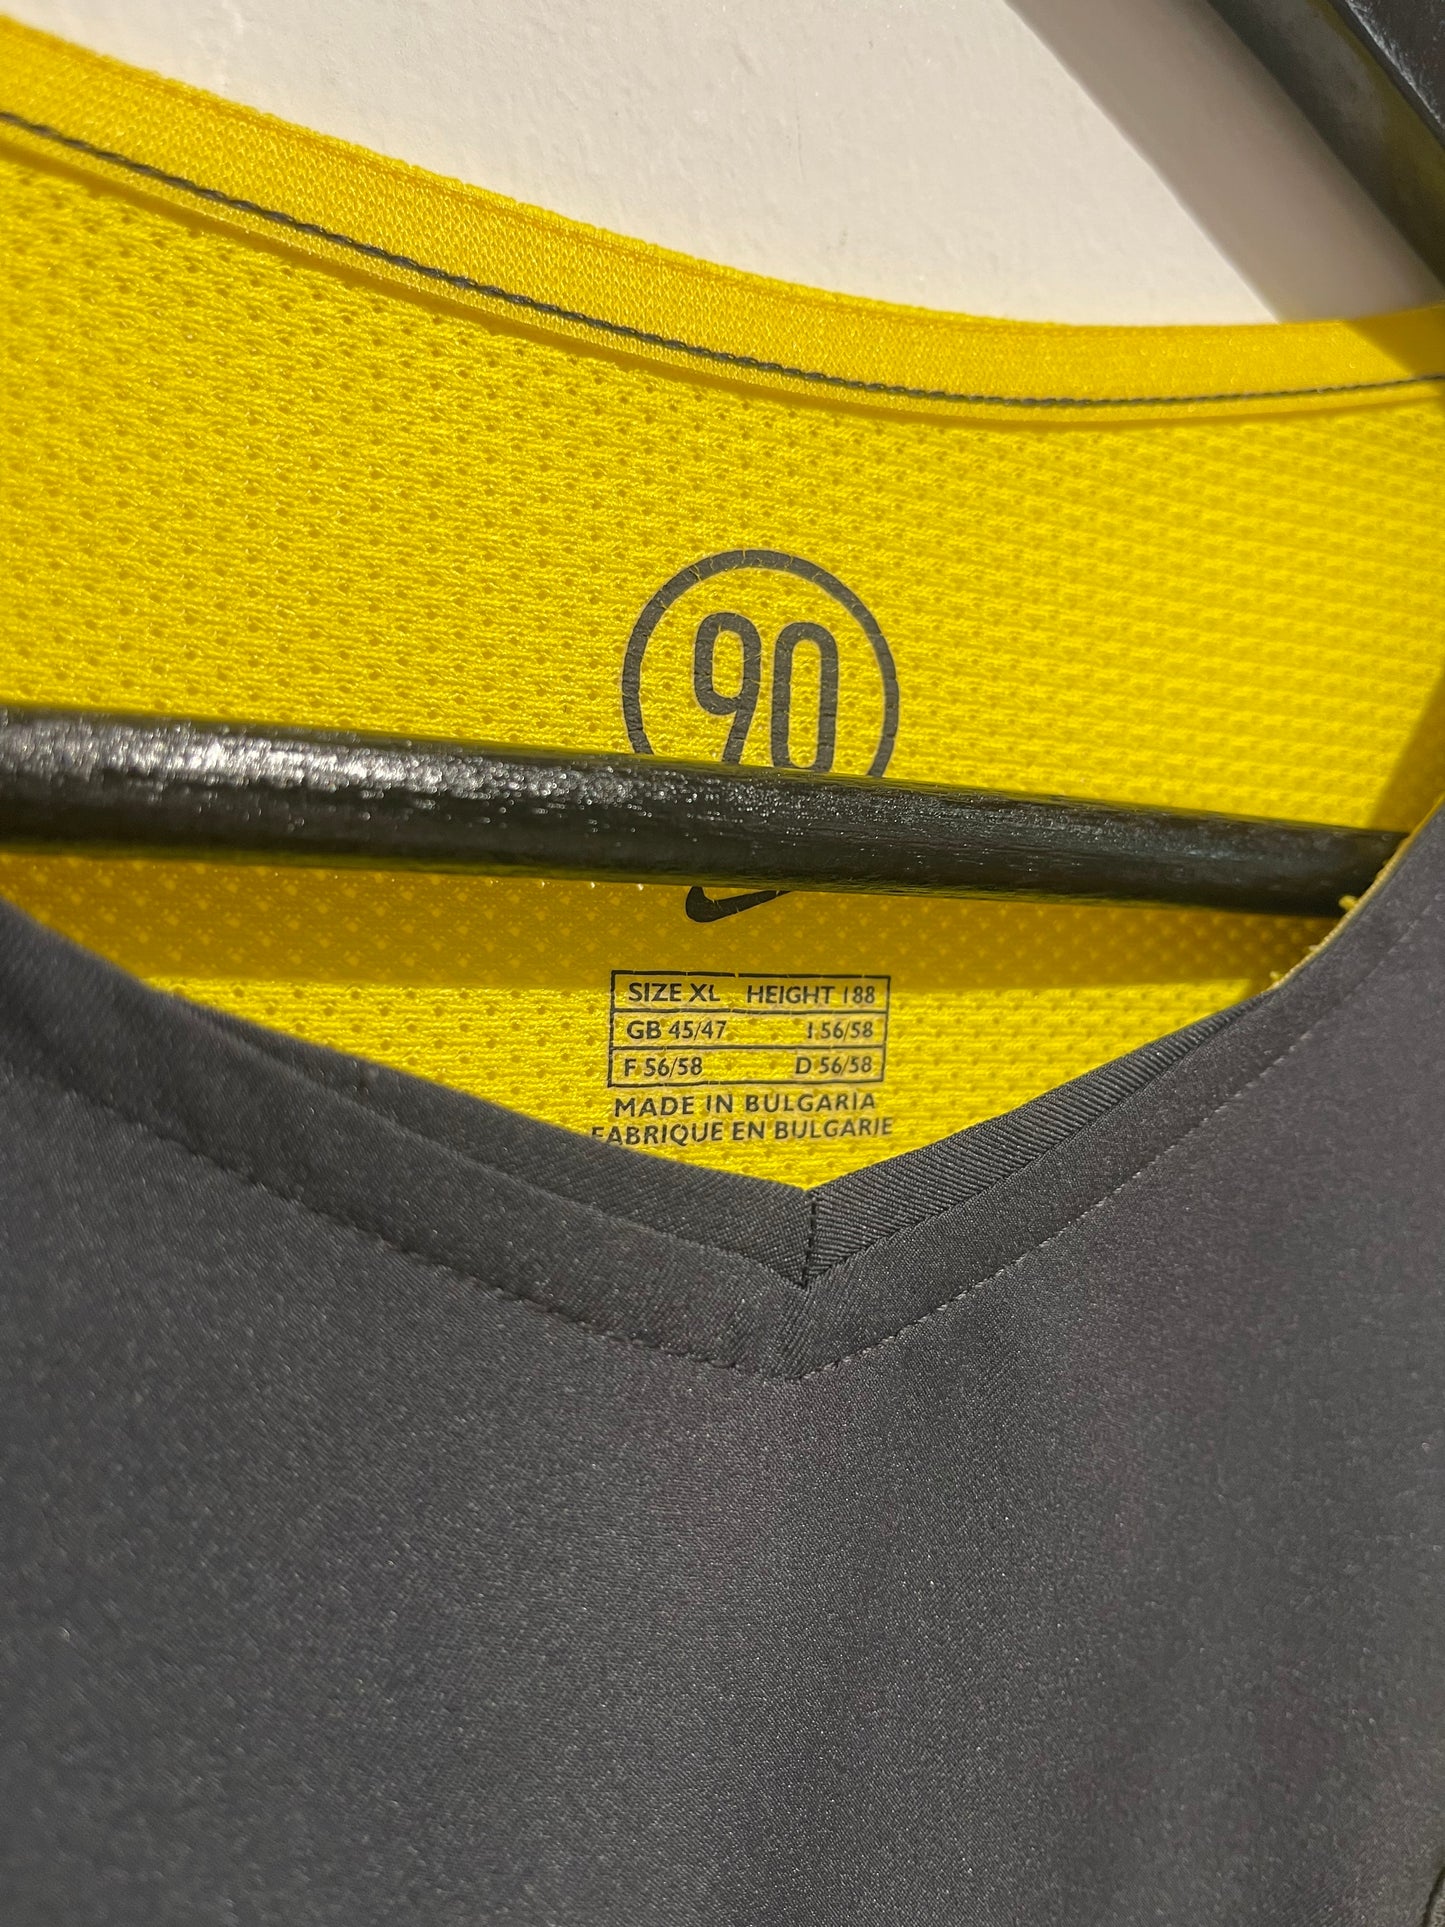 90
SIZE XL HEIGHT 188
GB 45/47 I 56/58
F 56/58 D 56/58
MADE IN BULGARIA
FABRIQUE EN BULGARIE